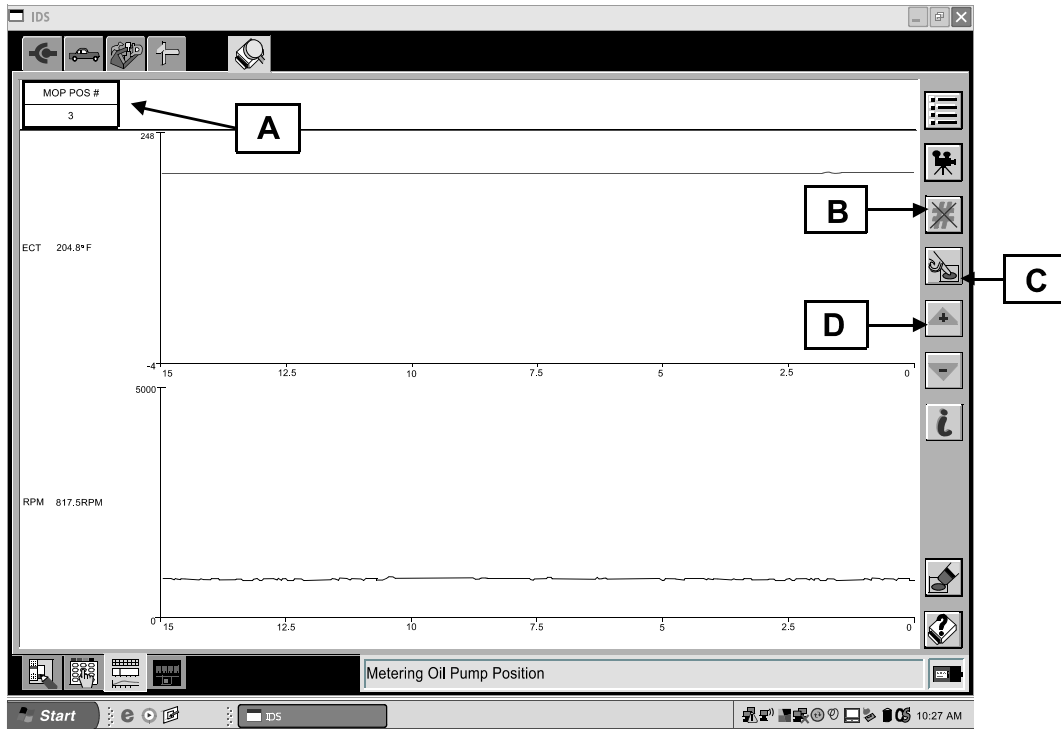 IDS
MOP POS #
3
A
248
B
ECT 204.8°F
C
D
-4
15 12.5 10 7.5 5 2.5 0
5000
RPM 817.5RPM
0
15 12.5 10 7.5 5 2.5 0
Metering Oil Pump Position
Start
IDS
10:27 AM